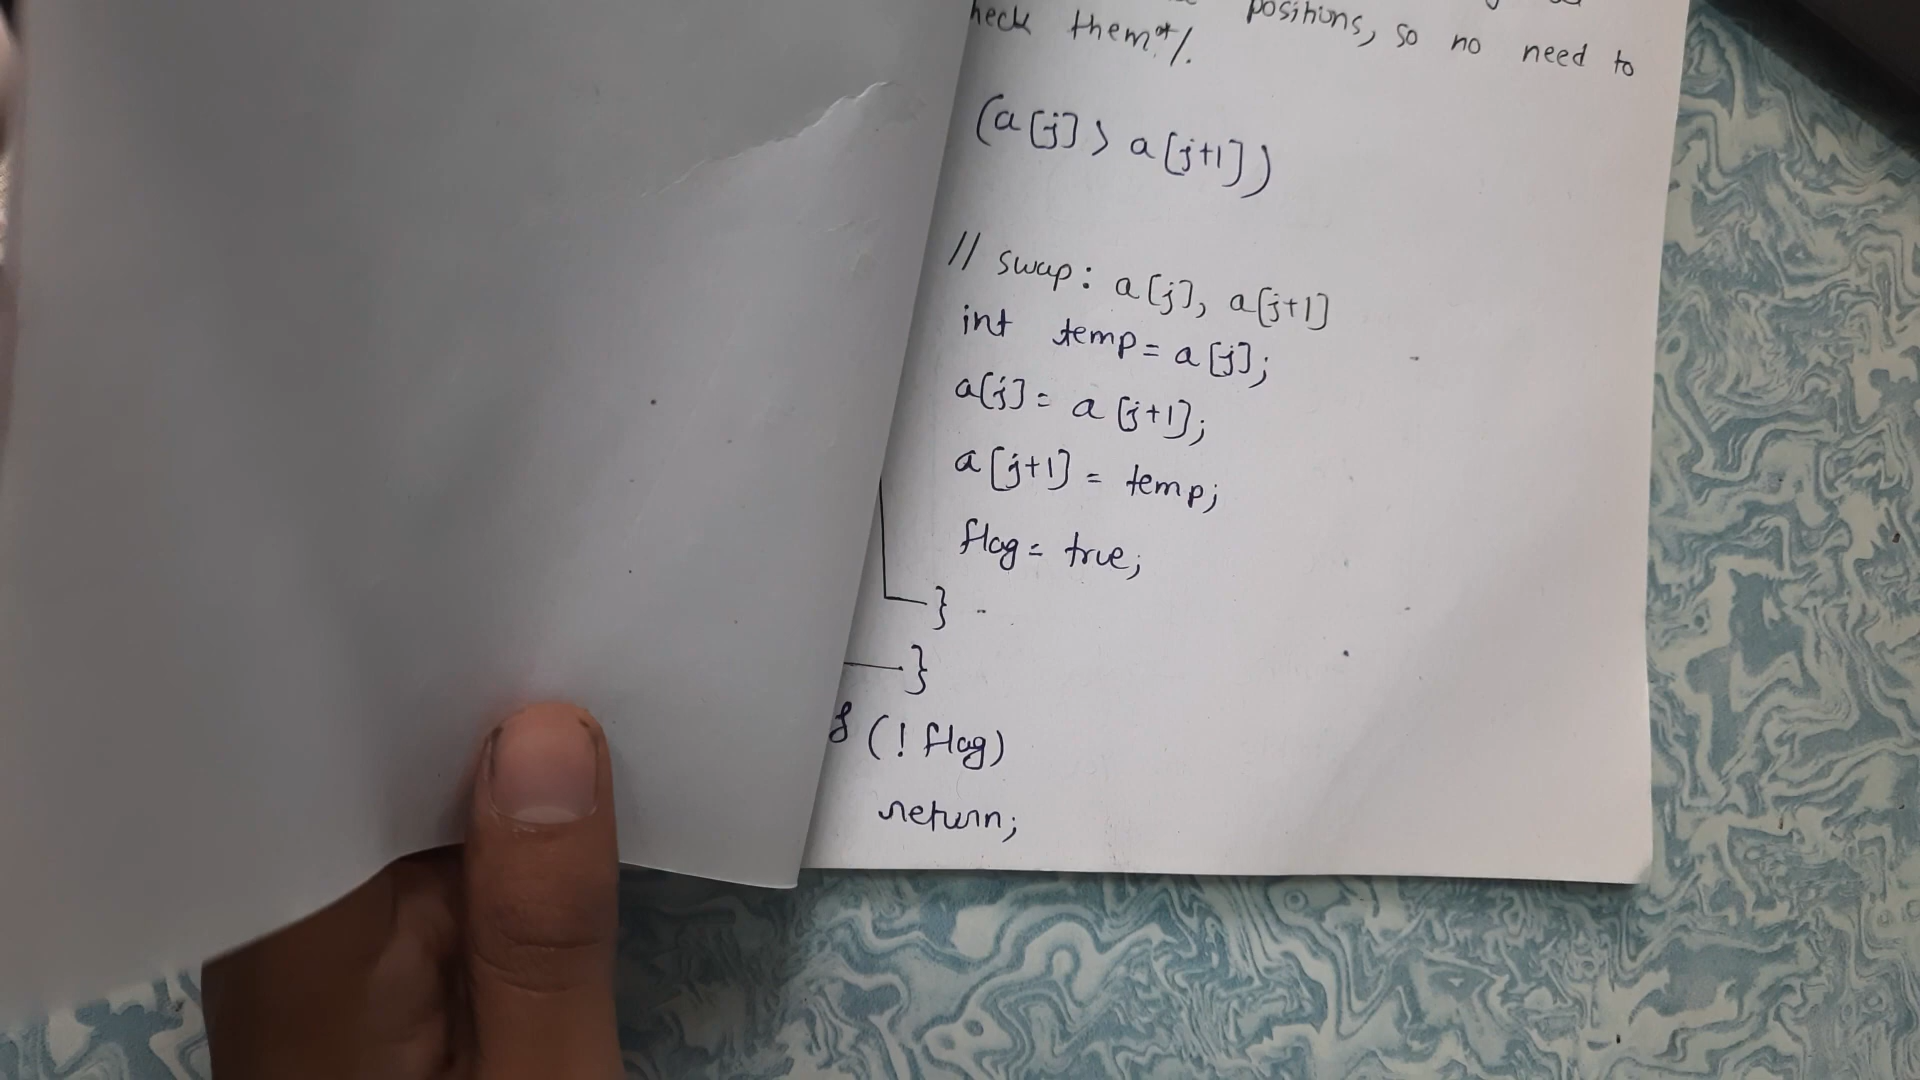 positions, so no need to
heck them*/.
(a[j] > a[j+1])
// swap: a[j], a[j+1]
int temp = a[j];
a[j] = a[j+1];
a[j+1] = temp;
flag = true;
}
}
f (! flag)
return;